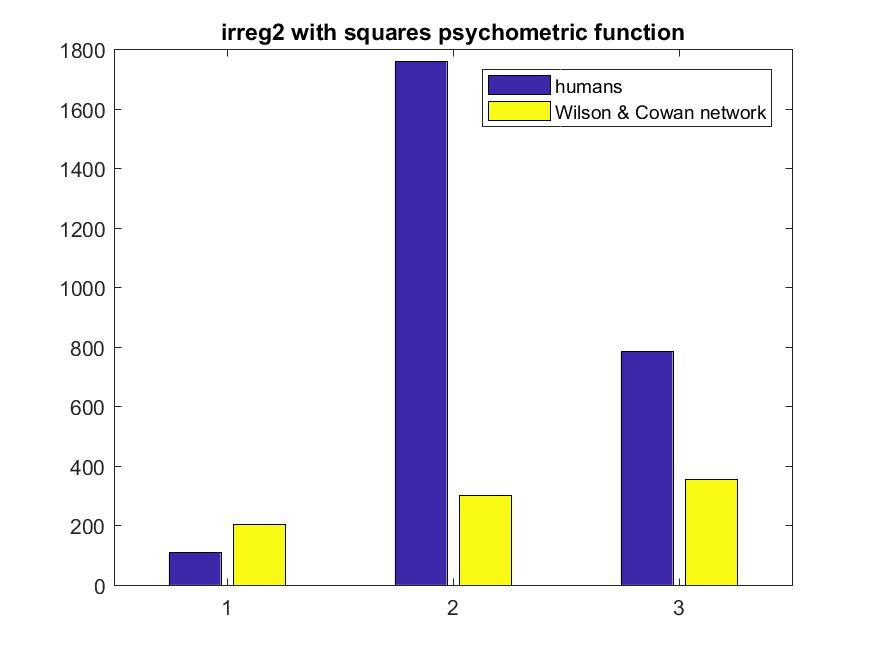 irreg2 with squares psychometric function
1800
1600
1400
1200
1000
800
600
400
200
0
humans
Wilson & Cowan network
1 2 3